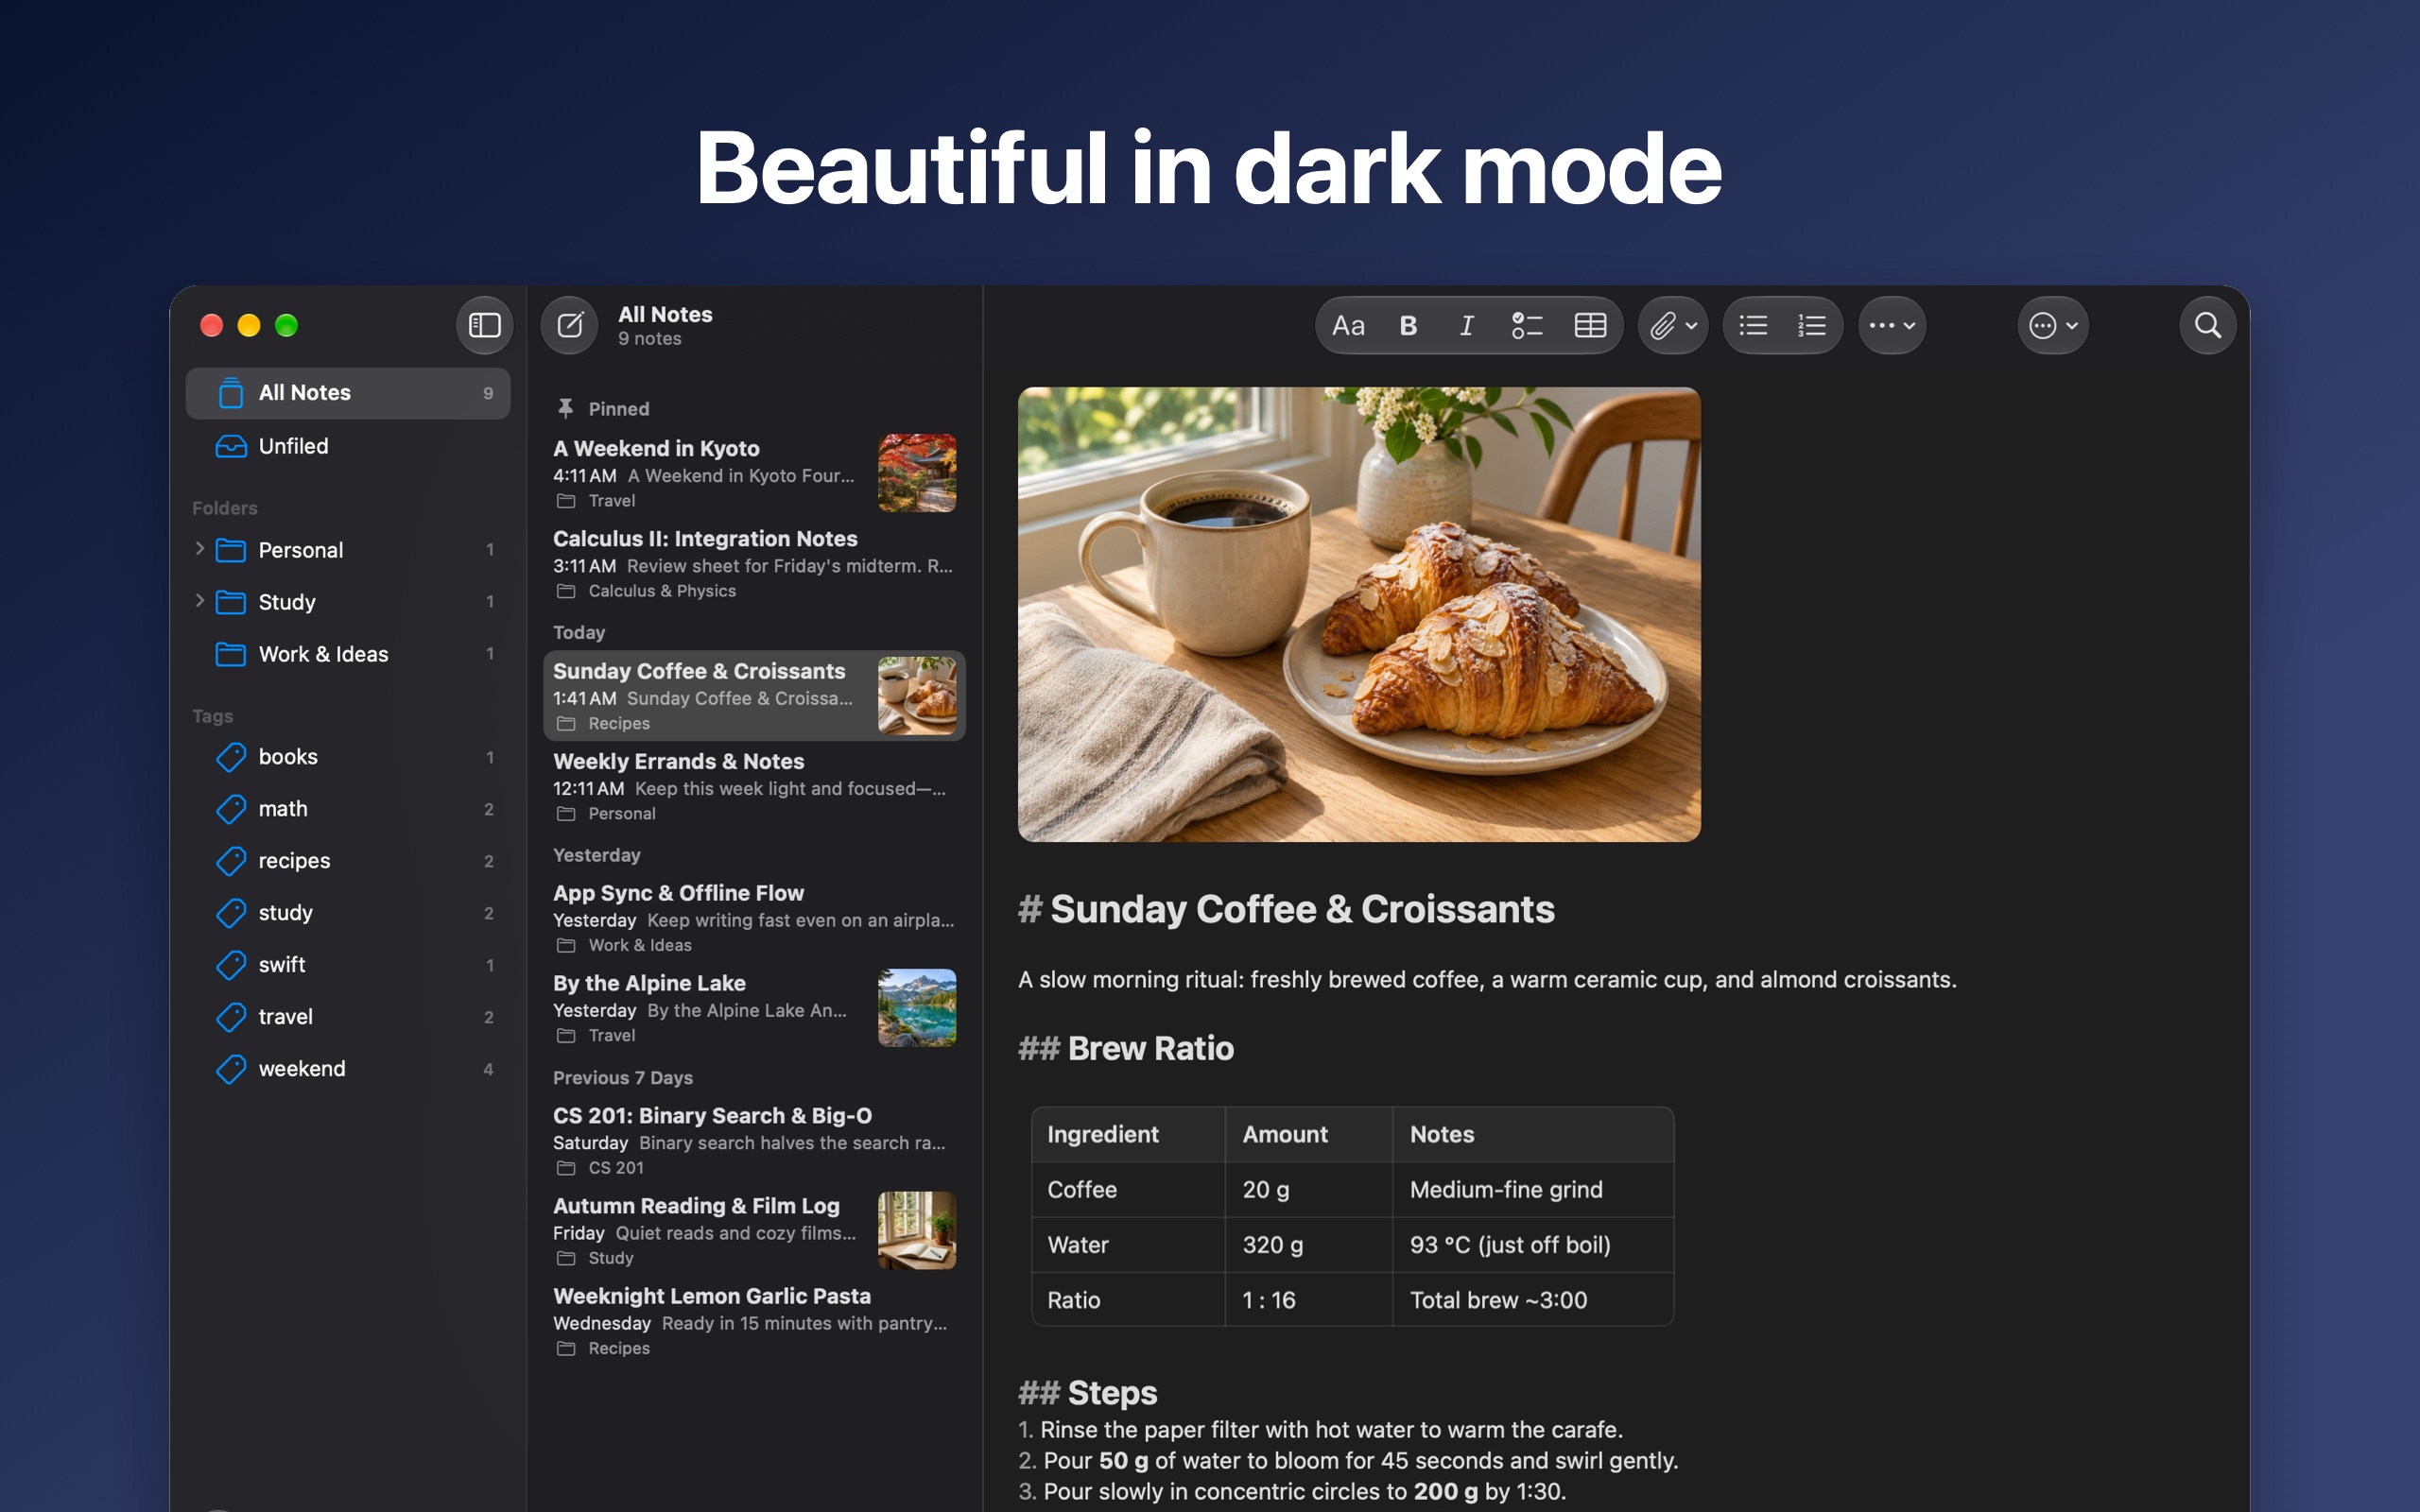 Beautiful in dark mode
All Notes 9
Unfiled
Folders
Personal 1
Study 1
Work & Ideas 1
Tags
books 1
math 2
recipes 2
study 2
swift 1
travel 2
weekend 4
All Notes
9 notes
Pinned
A Weekend in Kyoto
4:11 AM A Weekend in Kyoto Four...
Travel
Calculus II: Integration Notes
3:11 AM Review sheet for Friday's midterm. R...
Calculus & Physics
Today
Sunday Coffee & Croissants
1:41 AM Sunday Coffee & Croissa...
Recipes
Weekly Errands & Notes
12:11 AM Keep this week light and focused—...
Personal
Yesterday
App Sync & Offline Flow
Yesterday Keep writing fast even on an airpla...
Work & Ideas
By the Alpine Lake
Yesterday By the Alpine Lake An...
Travel
Previous 7 Days
CS 201: Binary Search & Big-O
Saturday Binary search halves the search ra...
CS 201
Autumn Reading & Film Log
Friday Quiet reads and cozy films...
Study
Weeknight Lemon Garlic Pasta
Wednesday Ready in 15 minutes with pantry...
Recipes
Aa B I
# Sunday Coffee & Croissants
A slow morning ritual: freshly brewed coffee, a warm ceramic cup, and almond croissants.
## Brew Ratio
Ingredient Amount Notes
Coffee 20 g Medium-fine grind
Water 320 g 93 °C (just off boil)
Ratio 1 : 16 Total brew ~3:00
## Steps
1. Rinse the paper filter with hot water to warm the carafe.
2. Pour 50 g of water to bloom for 45 seconds and swirl gently.
3. Pour slowly in concentric circles to 200 g by 1:30.